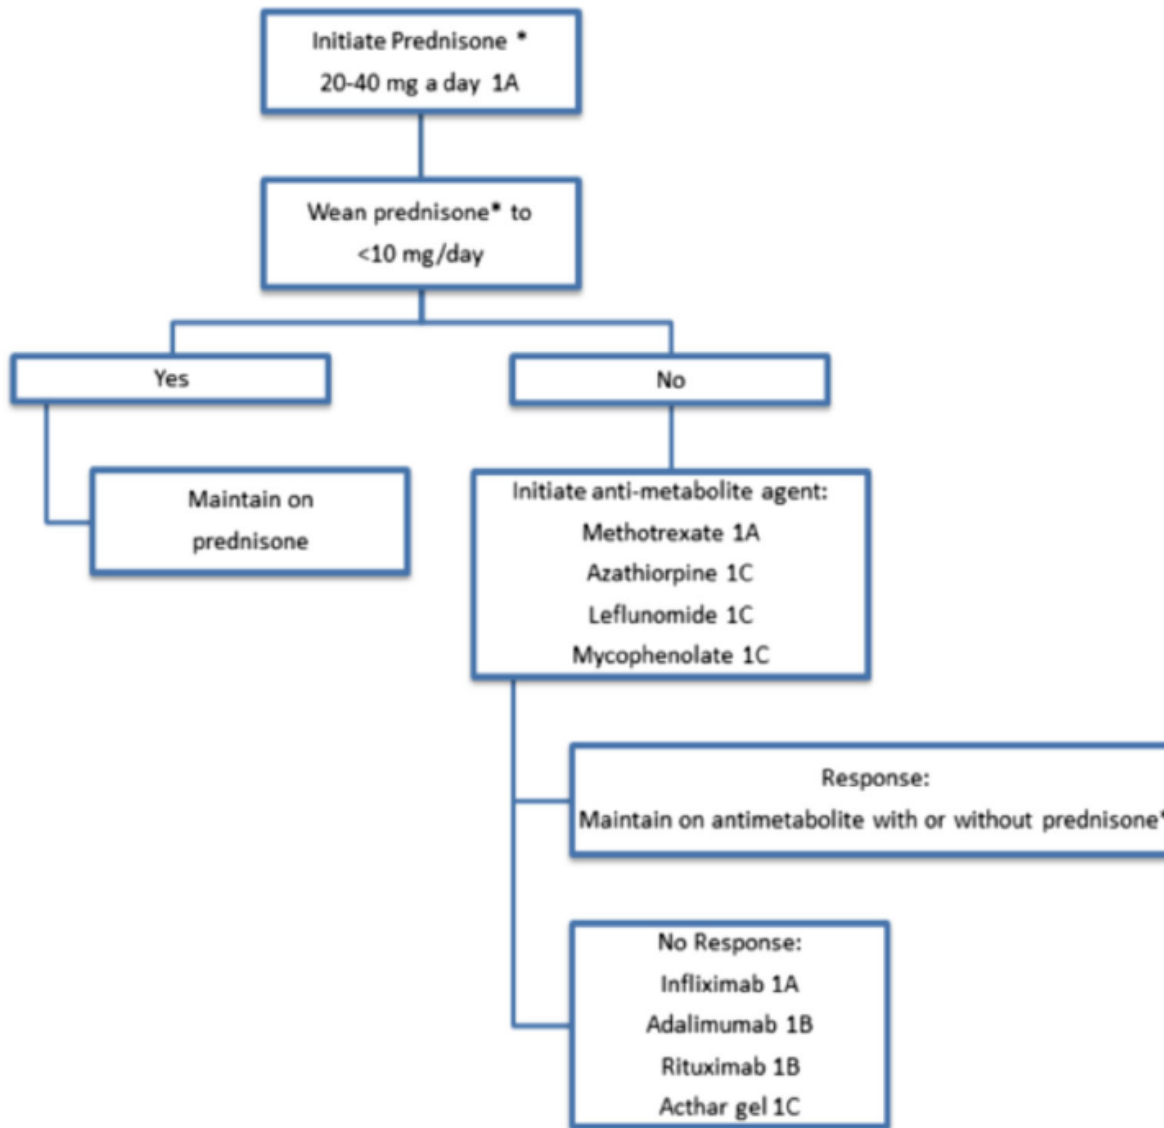 Initiate Prednisone *
20-40 mg a day 1A
Wean prednisone* to
<10 mg/day
Yes
No
Maintain on
prednisone
Initiate anti-metabolite agent:
Methotrexate 1A
Azathiorpine 1C
Leflunomide 1C
Mycophenolate 1C
Response:
Maintain on antimetabolite with or without prednisone*
No Response:
Infliximab 1A
Adalimumab 1B
Rituximab 1B
Acthar gel 1C